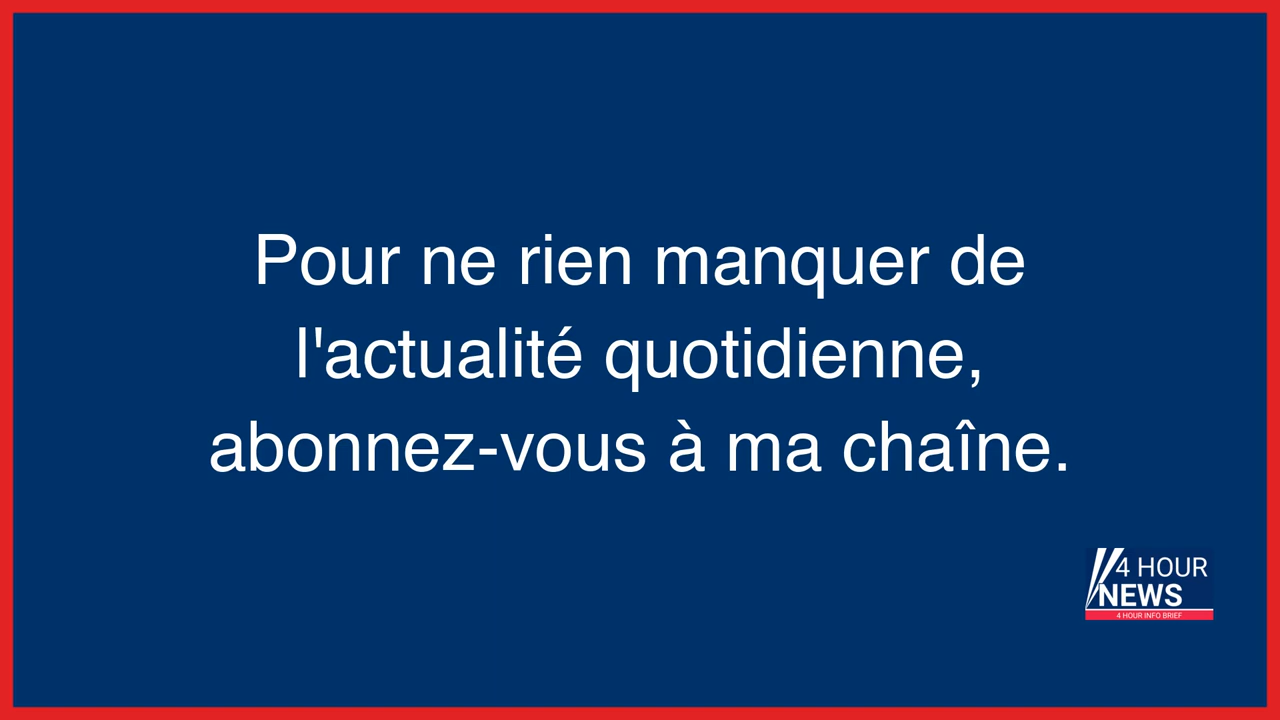 Pour ne rien manquer de
l'actualité quotidienne,
abonnez-vous à ma chaîne.
4 HOUR
NEWS
4 HOUR INFO BRIEF